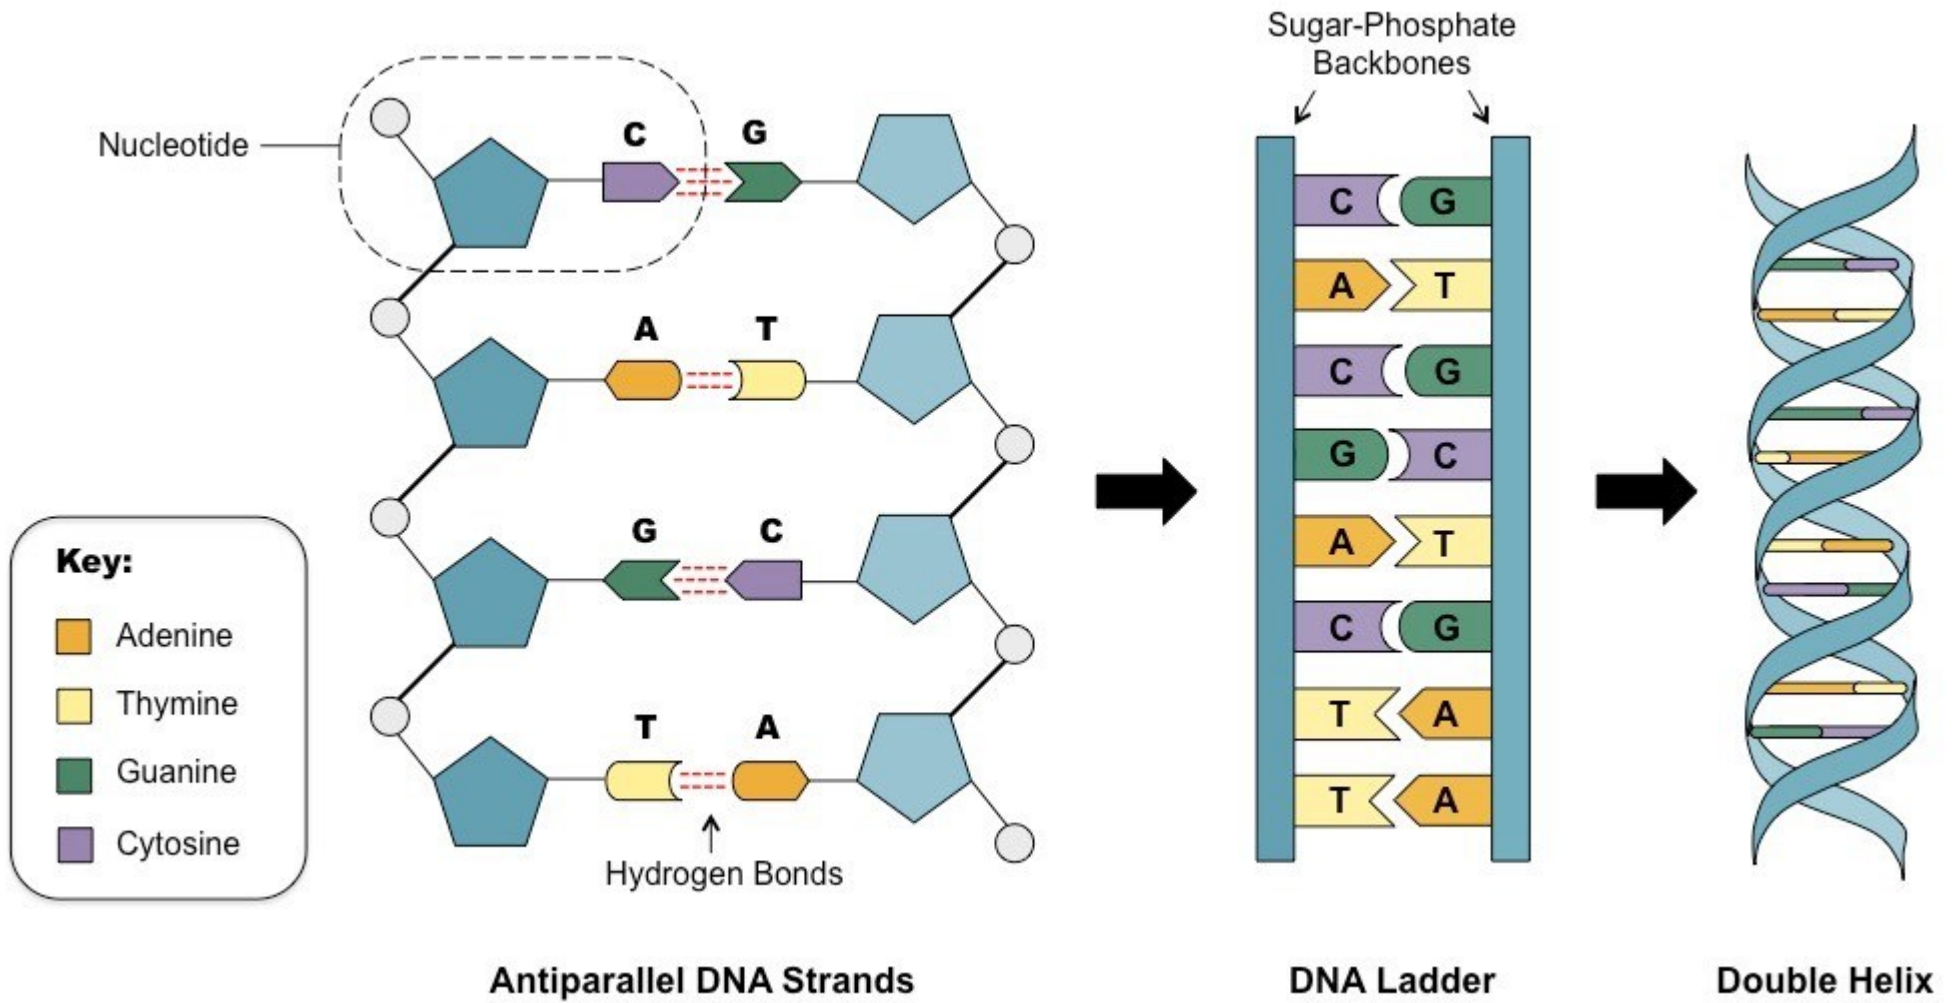 Sugar-Phosphate
Backbones
Nucleotide
C G
A T
G C
T A
Hydrogen Bonds
Key:
Adenine
Thymine
Guanine
Cytosine
C G
A T
C G
G C
A T
C G
T A
T A
Antiparallel DNA Strands
DNA Ladder
Double Helix